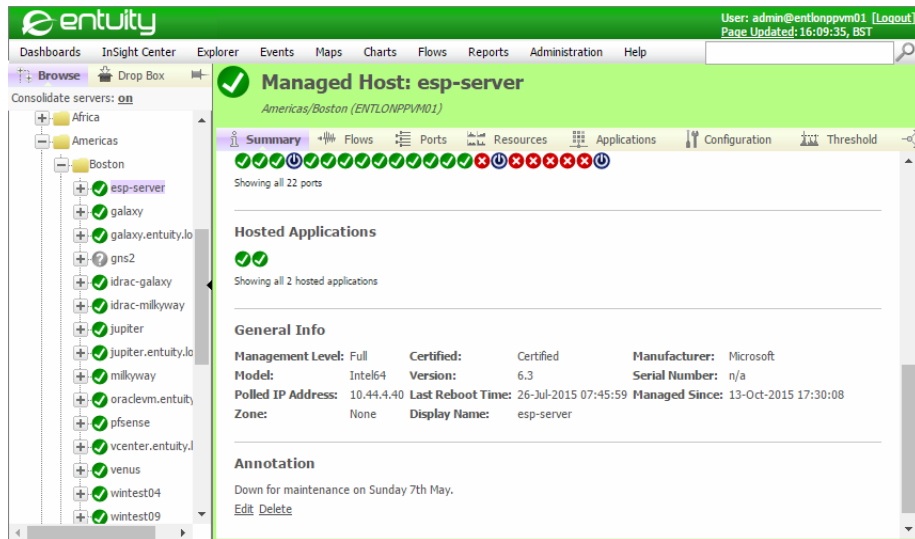 entuity
User: admin@entlonppvm01 [Logout]
Page Updated: 16:09:35, BST
Dashboards InSight Center Explorer Events Maps Charts Flows Reports Administration Help
Browse Drop Box
Consolidate servers: on
Africa
Americas
Boston
esp-server
galaxy
galaxy.entuity.lo
gns2
idrac-galaxy
idrac-milkyway
jupiter
jupiter.entuity.lo
milkyway
oraclevm.entuity
pfsense
vcenter.entuity.l
venus
wintest04
wintest09
Managed Host: esp-server
Americas/Boston (ENTLONPPVM01)
Summary Flows Ports Resources Applications Configuration Threshold
Showing all 22 ports
Hosted Applications
Showing all 2 hosted applications
General Info
Management Level: Full Certified: Certified Manufacturer: Microsoft
Model: Intel64 Version: 6.3 Serial Number: n/a
Polled IP Address: 10.44.4.40 Last Reboot Time: 26-Jul-2015 07:45:59 Managed Since: 13-Oct-2015 17:30:08
Zone: None Display Name: esp-server
Annotation
Down for maintenance on Sunday 7th May.
Edit Delete